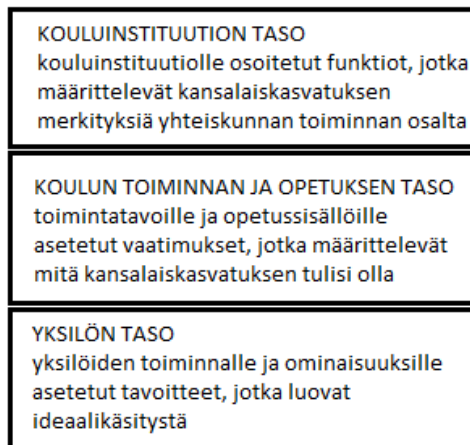 KOULUINSTITUUTION TASO
kouluinstituutiolle osoitetut funktiot, jotka
määrittelevät kansalaiskasvatuksen
merkityksiä yhteiskunnan toiminnan osalta
KOULUN TOIMINNAN JA OPETUKSEN TASO
toimintatavoille ja opetussisällöille
asetetut vaatimukset, jotka määrittelevät
mitä kansalaiskasvatuksen tulisi olla
YKSILÖN TASO
yksilöiden toiminnalle ja ominaisuuksille
asetetut tavoitteet, jotka luovat
ideaalikäsitystä